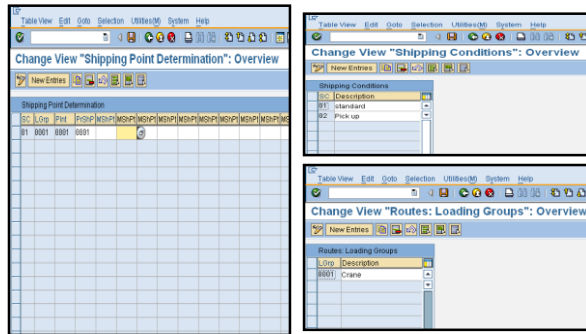 Table View Edit Goto Selection Utilities(M) System Help
Change View "Shipping Point Determination": Overview
New Entries
Shipping Point Determination
SC LGrp Plnt PrShP MShPt MShPt MShPt MShPt MShPt MShPt MShPt
01 0001 0001 0001
Table View Edit Goto Selection Utilities(M) System Help
Change View "Shipping Conditions": Overview
New Entries
Shipping Conditions
SC Description
01 standard
02 Pick up
Table View Edit Goto Selection Utilities(M) System Help
Change View "Routes: Loading Groups": Overview
New Entries
Routes: Loading Groups
LGrp Description
0001 Crane